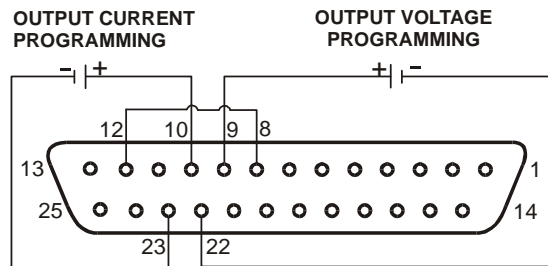 OUTPUT CURRENT
PROGRAMMING
OUTPUT VOLTAGE
PROGRAMMING
– +
+ –
12 10 9 8
13 1
25 14
23 22